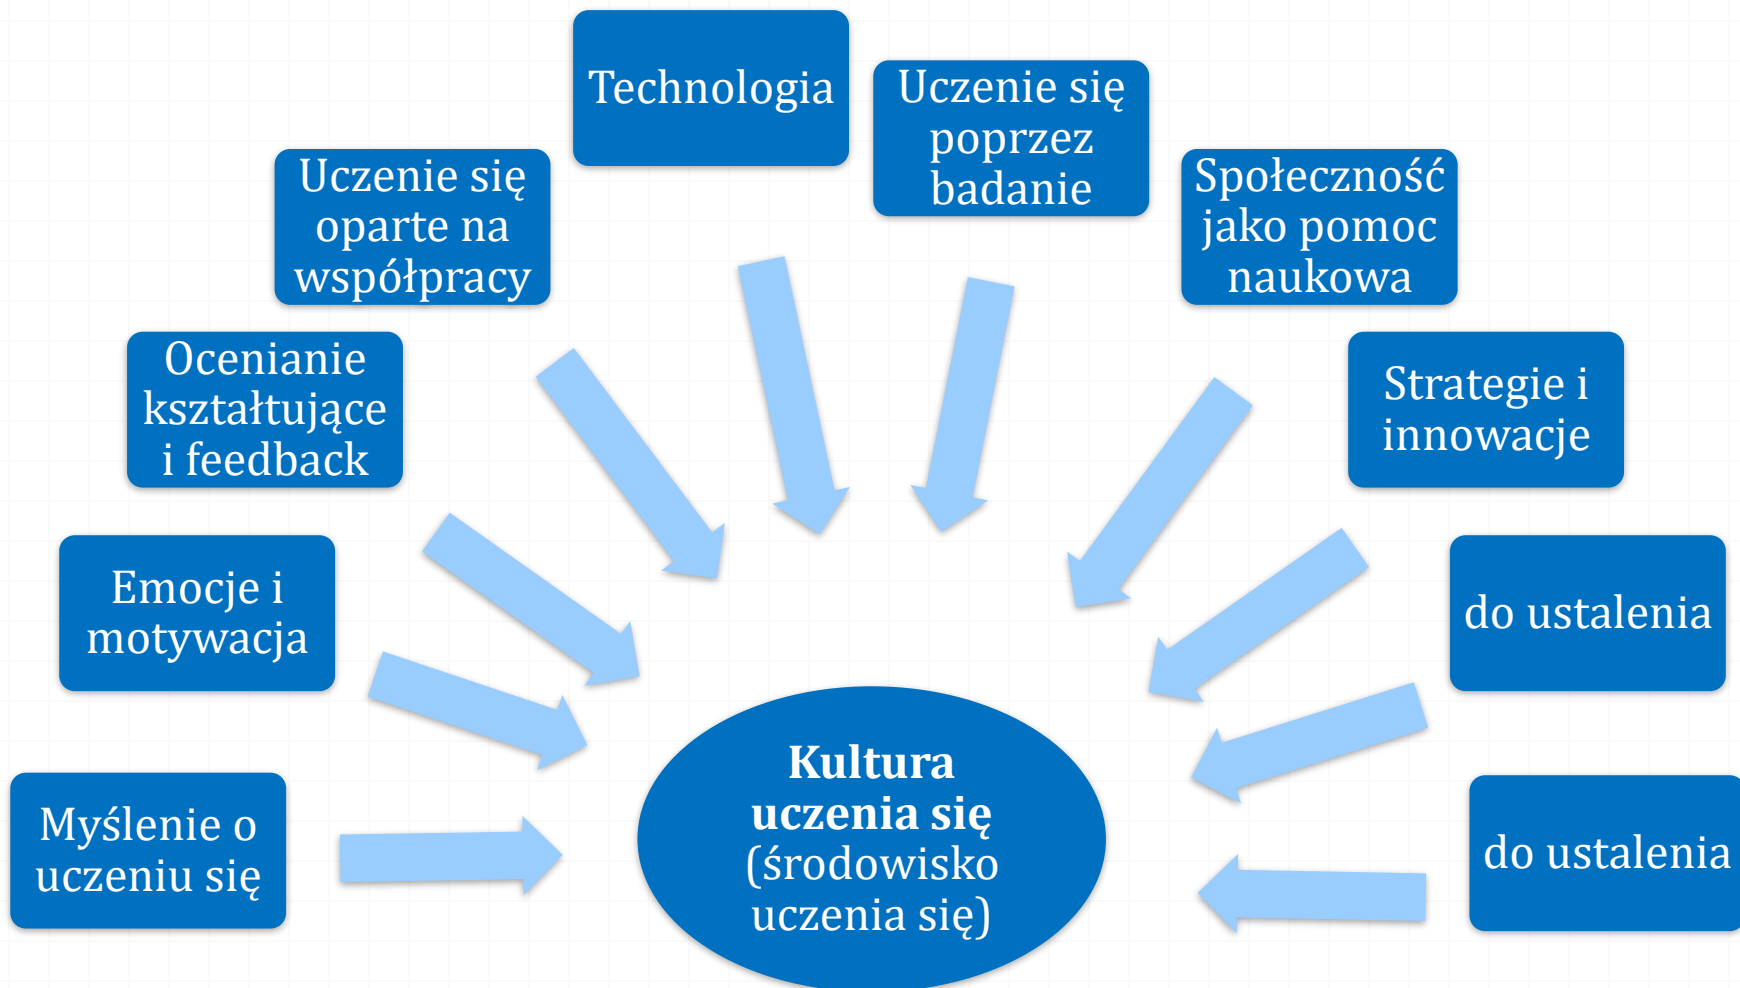 Technologia
Uczenie się
poprzez
badanie
Uczenie się
oparte na
współpracy
Społeczność
jako pomoc
naukowa
Ocenianie
kształtujące
i feedback
Strategie i
innowacje
Emocje i
motywacja
do ustalenia
Myślenie o
uczeniu się
Kultura
uczenia się
(środowisko
uczenia się)
do ustalenia